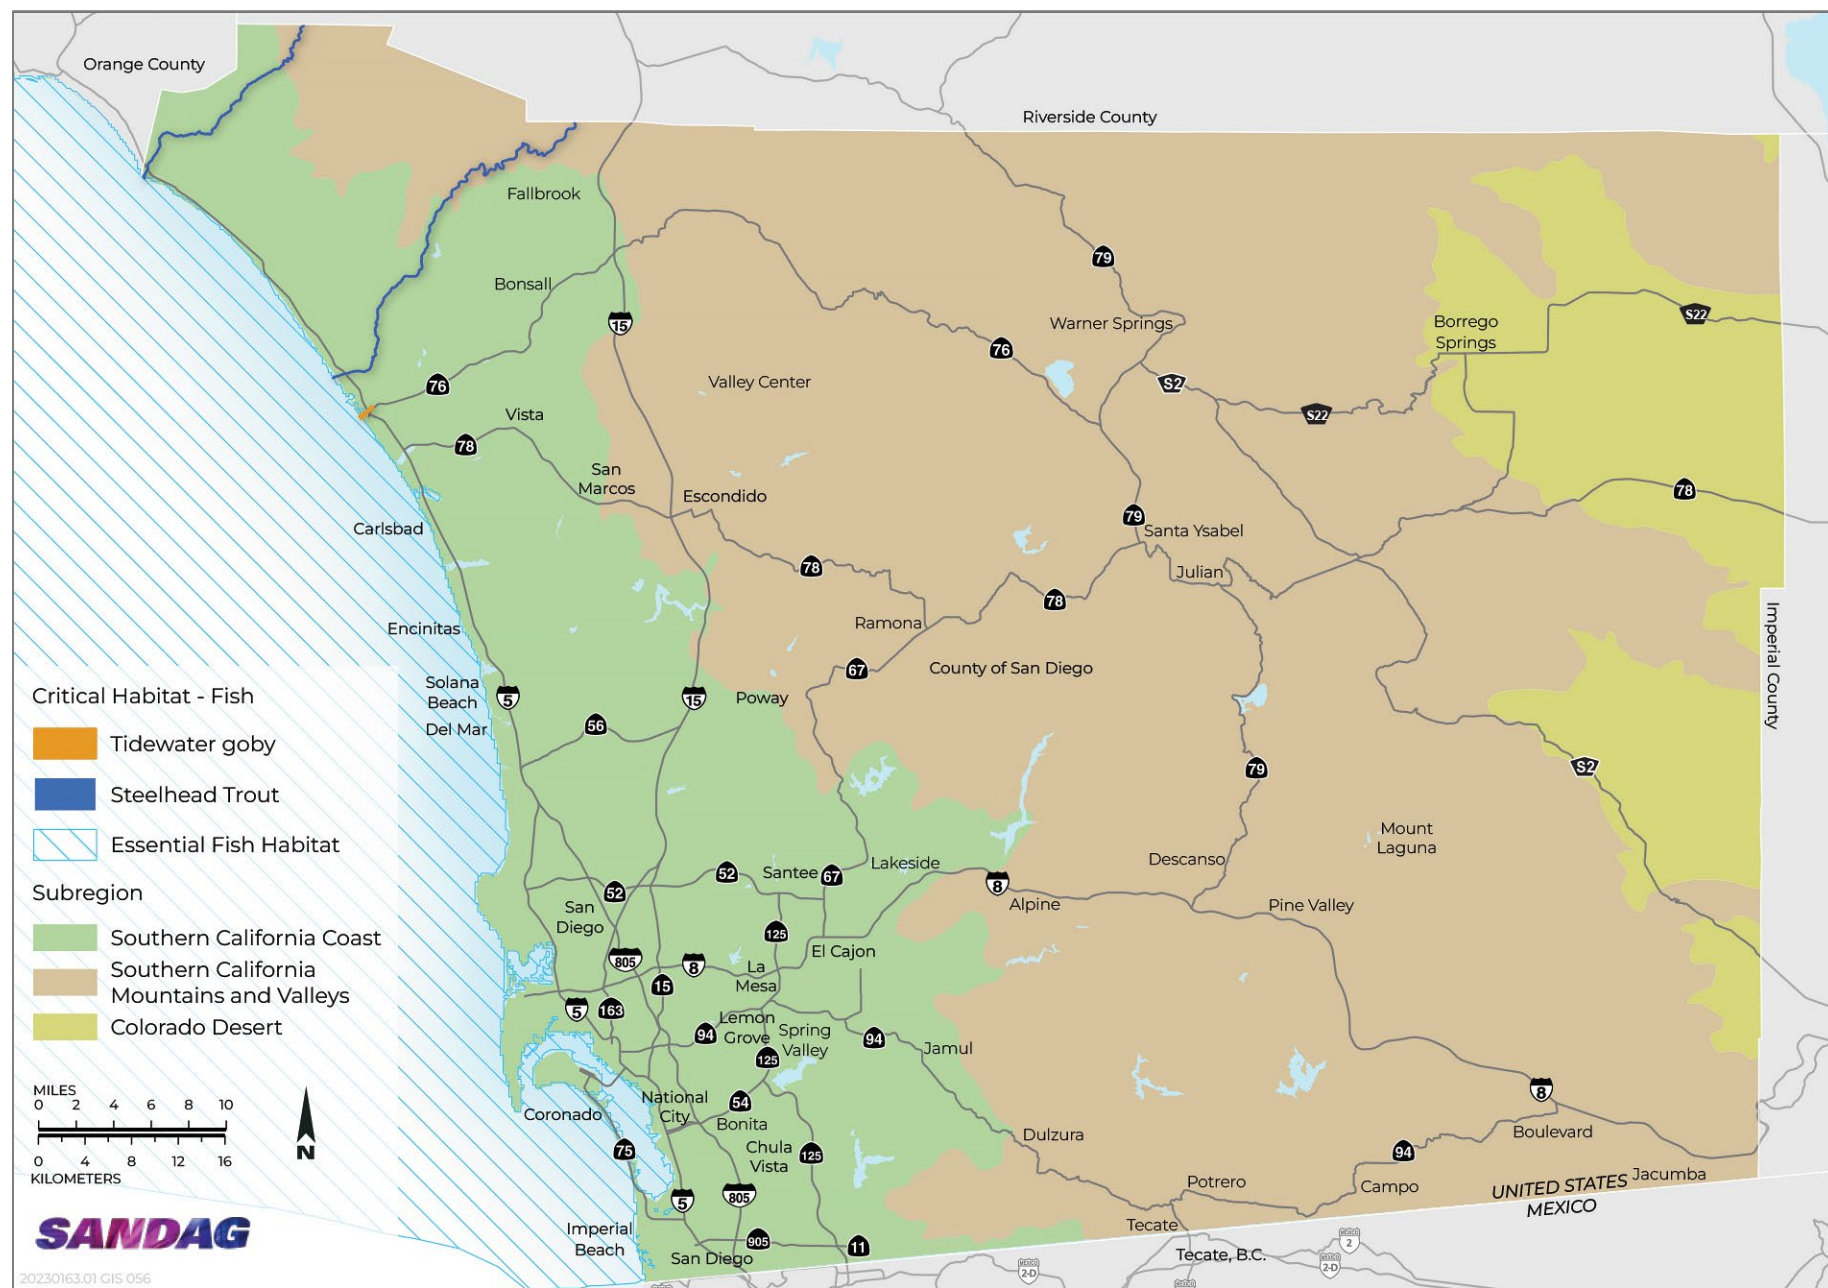 Orange County
Riverside County
Fallbrook
79
Bonsall
S22
15
Warner Springs
Borrego
Springs
76
Valley Center
76
S2
S22
Vista
78
San
Marcos
Escondido
78
79
Santa Ysabel
Carlsbad
78
Julian
78
Ramona
Encinitas
67
County of San Diego
Imperial County
Solana
Beach
5
15
Poway
Del Mar
56
79
S2
Mount
Laguna
Descanso
Lakeside
52
Santee
67
8
52
Alpine
Pine Valley
San
Diego
125
El Cajon
805
8
La
Mesa
15
5
163
Lemon
Grove
94
Spring
Valley
94
Jamul
125
8
National
City
54
Coronado
Bonita
Dulzura
Boulevard
75
Chula
Vista
125
94
Potrero
Campo
Jacumba
UNITED STATES
MEXICO
5
805
Imperial
Beach
Tecate
905
11
San Diego
Tecate, B.C.
2
2-D
2-D
Critical Habitat - Fish
Tidewater goby
Steelhead Trout
Essential Fish Habitat
Subregion
Southern California Coast
Southern California
Mountains and Valleys
Colorado Desert
MILES
0 2 4 6 8 10
0 4 8 12 16
KILOMETERS
N
SANDAG
20230163.01 GIS 056